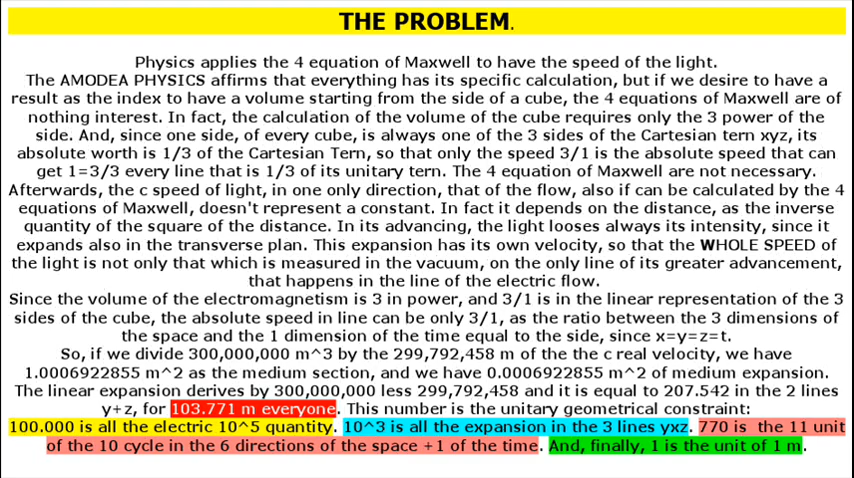 THE PROBLEM.
Physics applies the 4 equation of Maxwell to have the speed of the light.
The AMODEA PHYSICS affirms that everything has its specific calculation, but if we desire to have a
result as the index to have a volume starting from the side of a cube, the 4 equations of Maxwell are of
nothing interest. In fact, the calculation of the volume of the cube requires only the 3 power of the
side. And, since one side, of every cube, is always one of the 3 sides of the Cartesian tern xyz, its
absolute worth is 1/3 of the Cartesian Tern, so that only the speed 3/1 is the absolute speed that can
get 1=3/3 every line that is 1/3 of its unitary tern. The 4 equation of Maxwell are not necessary.
Afterwards, the c speed of light, in one only direction, that of the flow, also if can be calculated by the 4
equations of Maxwell, doesn't represent a constant. In fact it depends on the distance, as the inverse
quantity of the square of the distance. In its advancing, the light looses always its intensity, since it
expands also in the transverse plan. This expansion has its own velocity, so that the WHOLE SPEED of
the light is not only that which is measured in the vacuum, on the only line of its greater advancement,
that happens in the line of the electric flow.
Since the volume of the electromagnetism is 3 in power, and 3/1 is in the linear representation of the 3
sides of the cube, the absolute speed in line can be only 3/1, as the ratio between the 3 dimensions of
the space and the 1 dimension of the time equal to the side, since x=y=z=t.
So, if we divide 300,000,000 m^3 by the 299,792,458 m of the the c real velocity, we have
1.0006922855 m^2 as the medium section, and we have 0.0006922855 m^2 of medium expansion.
The linear expansion derives by 300,000,000 less 299,792,458 and it is equal to 207.542 in the 2 lines
y+z, for 103.771 m everyone. This number is the unitary geometrical constraint:
100.000 is all the electric 10^5 quantity. 10^3 is all the expansion in the 3 lines yxz. 770 is the 11 unit
of the 10 cycle in the 6 directions of the space +1 of the time. And, finally, 1 is the unit of 1 m.